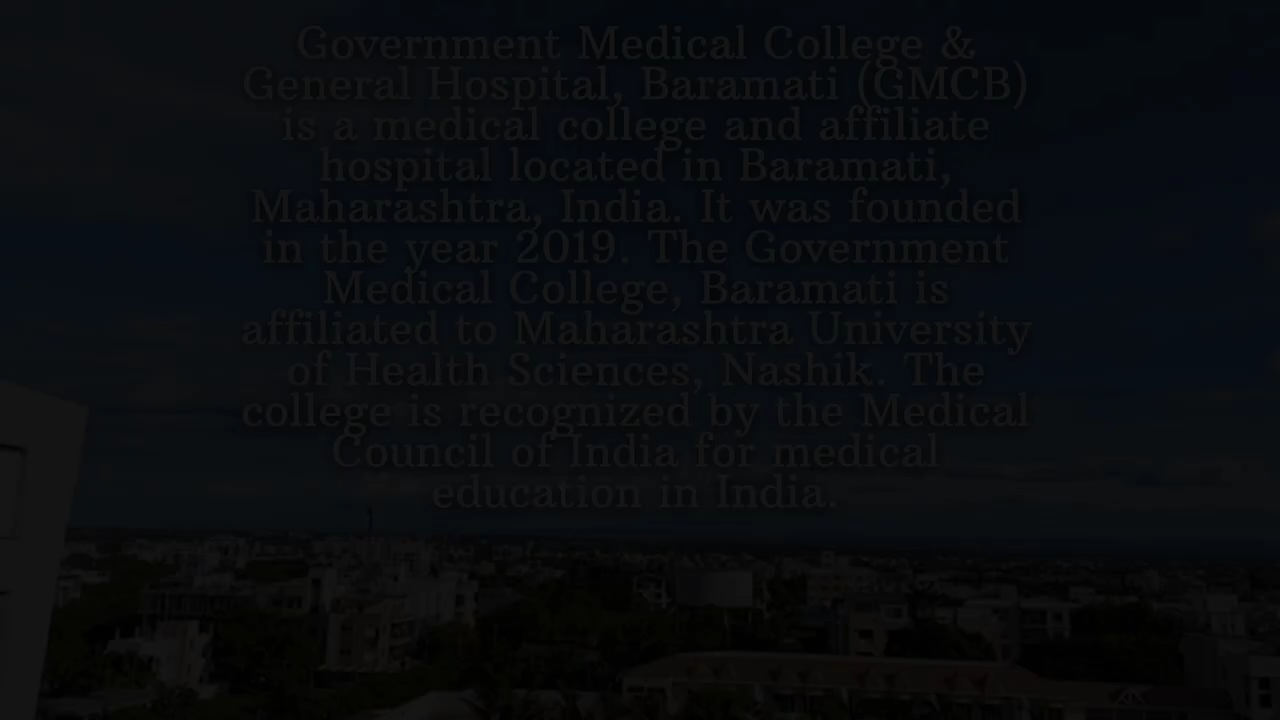 Government Medical College &
General Hospital, Baramati (GMCB)
is a medical college and affiliate
hospital located in Baramati,
Maharashtra, India. It was founded
in the year 2019. The Government
Medical College, Baramati is
affiliated to Maharashtra University
of Health Sciences, Nashik. The
college is recognized by the Medical
Council of India for medical
education in India.